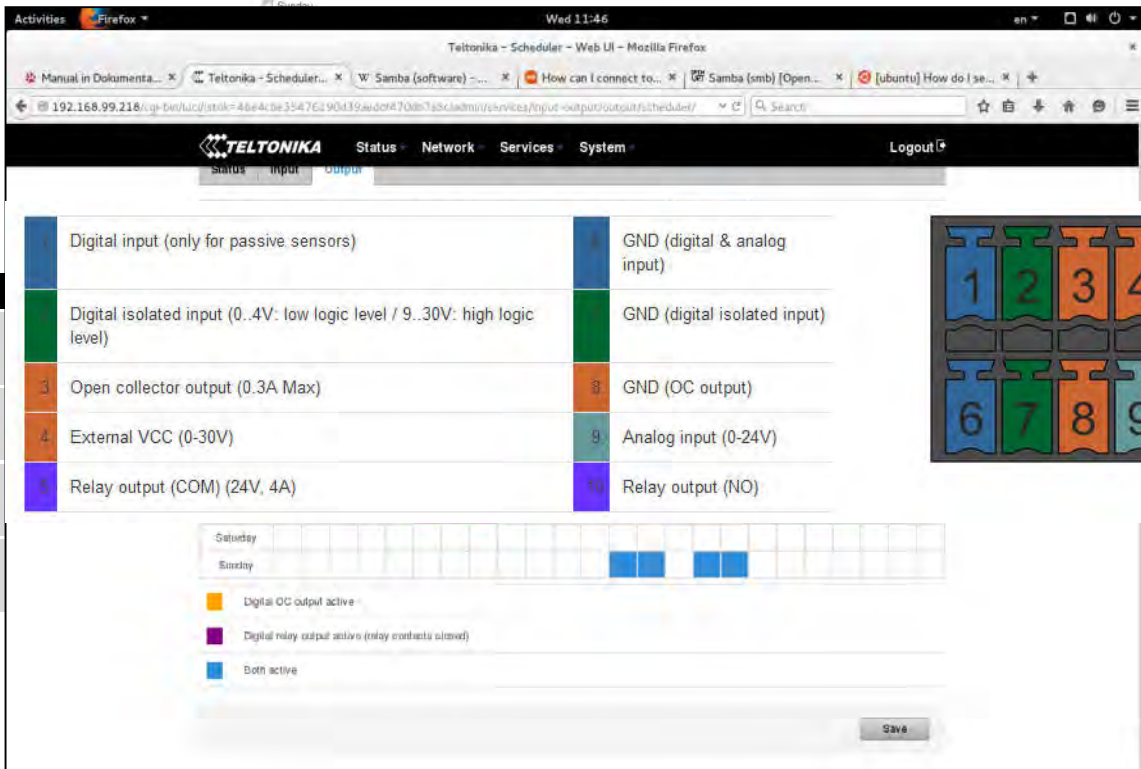 Sunday
Activities Firefox Wed 11:46 en
Teltonika - Scheduler - Web UI - Mozilla Firefox
Manual in Dokumenta... × Teltonika - Scheduler... × W Samba (software) - ... × How can I connect to... × Samba (smb) [Open... × [ubuntu] How do I se... × +
192.168.99.218 Search
TELTONIKA Status Network Services System Logout
Status Input Output
Digital input (only for passive sensors) GND (digital & analog input)
Digital isolated input (0..4V: low logic level / 9..30V: high logic level) GND (digital isolated input)
3 Open collector output (0.3A Max) 8 GND (OC output)
4 External VCC (0-30V) 9 Analog input (0-24V)
5 Relay output (COM) (24V, 4A) 10 Relay output (NO)
1 2 3 4
6 7 8 9
Saturday
Sunday
Digital OC output active
Digital relay output active (relay contacts closed)
Both active
Save